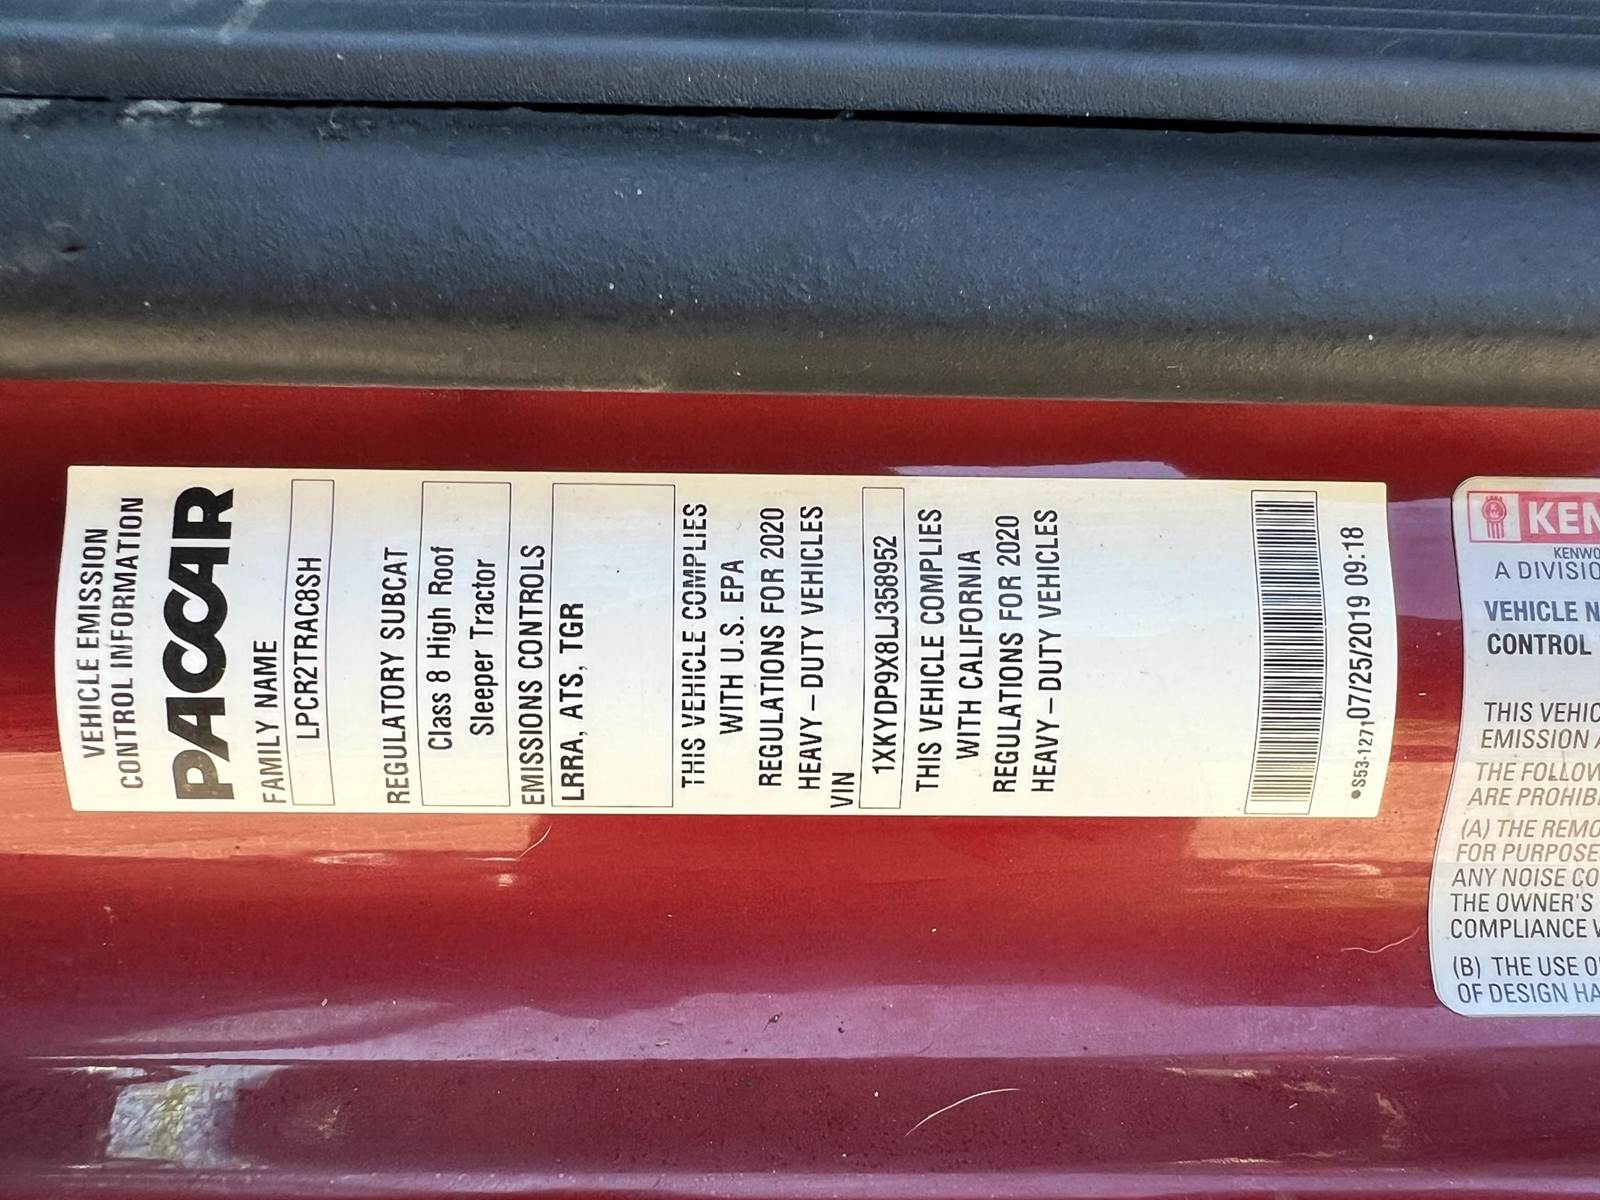 VEHICLE EMISSION
CONTROL INFORMATION
PACCAR
FAMILY NAME
LPCR2TRAC8SH
REGULATORY SUBCAT
Class 8 High Roof
Sleeper Tractor
EMISSIONS CONTROLS
LRRA, ATS, TGR
THIS VEHICLE COMPLIES
WITH U.S. EPA
REGULATIONS FOR 2020
HEAVY-DUTY VEHICLES
VIN
1XKYDP9X8LJ358952
THIS VEHICLE COMPLIES
WITH CALIFORNIA
REGULATIONS FOR 2020
HEAVY-DUTY VEHICLES
•S53-1271 07/25/2019 09:18
KEN
KENWO
A DIVISIO
VEHICLE N
CONTROL
THIS VEHIC
EMISSION A
THE FOLLOW
ARE PROHIB
(A) THE REMO
FOR PURPOSE
ANY NOISE CO
THE OWNER'S
COMPLIANCE W
(B) THE USE O
OF DESIGN HA